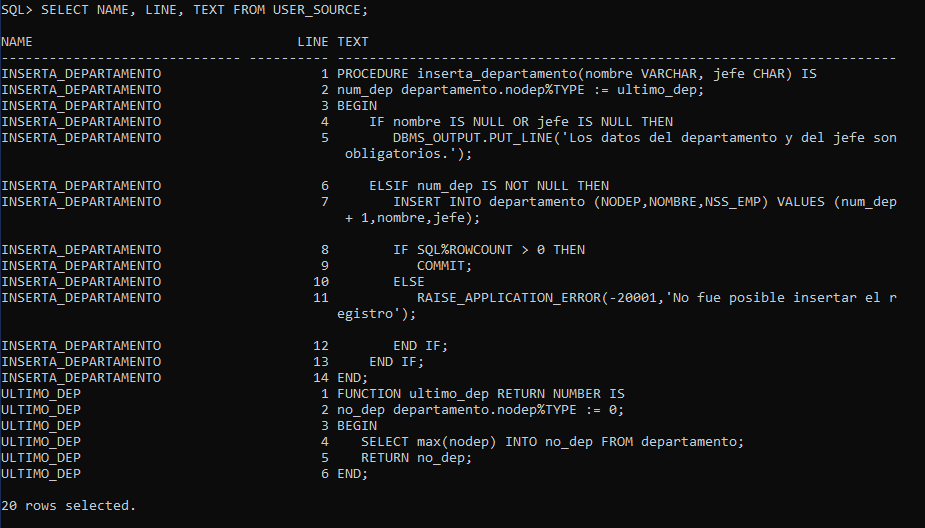 SQL> SELECT NAME, LINE, TEXT FROM USER_SOURCE;
NAME                                 LINE TEXT
------------------------------ ---------- ----------------------------------------------------------------------
INSERTA_DEPARTAMENTO                    1 PROCEDURE inserta_departamento(nombre VARCHAR, jefe CHAR) IS
INSERTA_DEPARTAMENTO                    2 num_dep departamento.nodep%TYPE := ultimo_dep;
INSERTA_DEPARTAMENTO                    3 BEGIN
INSERTA_DEPARTAMENTO                    4     IF nombre IS NULL OR jefe IS NULL THEN
INSERTA_DEPARTAMENTO                    5        DBMS_OUTPUT.PUT_LINE('Los datos del departamento y del jefe son
                                           obligatorios.');
INSERTA_DEPARTAMENTO                    6     ELSIF num_dep IS NOT NULL THEN
INSERTA_DEPARTAMENTO                    7        INSERT INTO departamento (NODEP,NOMBRE,NSS_EMP) VALUES (num_dep
                                           + 1,nombre,jefe);
INSERTA_DEPARTAMENTO                    8        IF SQL%ROWCOUNT > 0 THEN
INSERTA_DEPARTAMENTO                    9           COMMIT;
INSERTA_DEPARTAMENTO                   10        ELSE
INSERTA_DEPARTAMENTO                   11           RAISE_APPLICATION_ERROR(-20001,'No fue posible insertar el r
                                          egistro');
INSERTA_DEPARTAMENTO                   12        END IF;
INSERTA_DEPARTAMENTO                   13     END IF;
INSERTA_DEPARTAMENTO                   14 END;
ULTIMO_DEP                              1 FUNCTION ultimo_dep RETURN NUMBER IS
ULTIMO_DEP                              2 no_dep departamento.nodep%TYPE := 0;
ULTIMO_DEP                              3 BEGIN
ULTIMO_DEP                              4    SELECT max(nodep) INTO no_dep FROM departamento;
ULTIMO_DEP                              5    RETURN no_dep;
ULTIMO_DEP                              6 END;
20 rows selected.